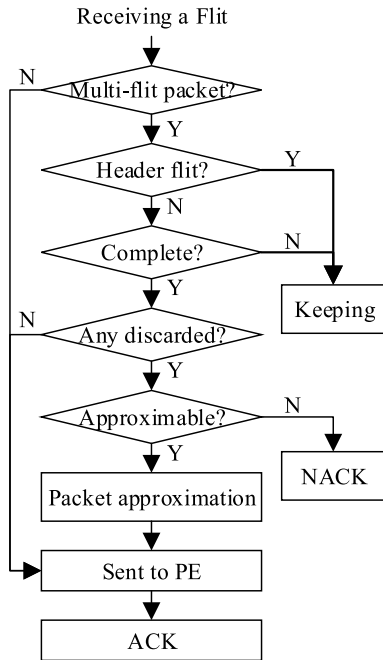 Receiving a Flit
N
Multi-flit packet?
Y
Header flit?
Y
N
Complete?
N
Y
Keeping
N
Any discarded?
Y
Approximable?
N
Y
NACK
Packet approximation
Sent to PE
ACK